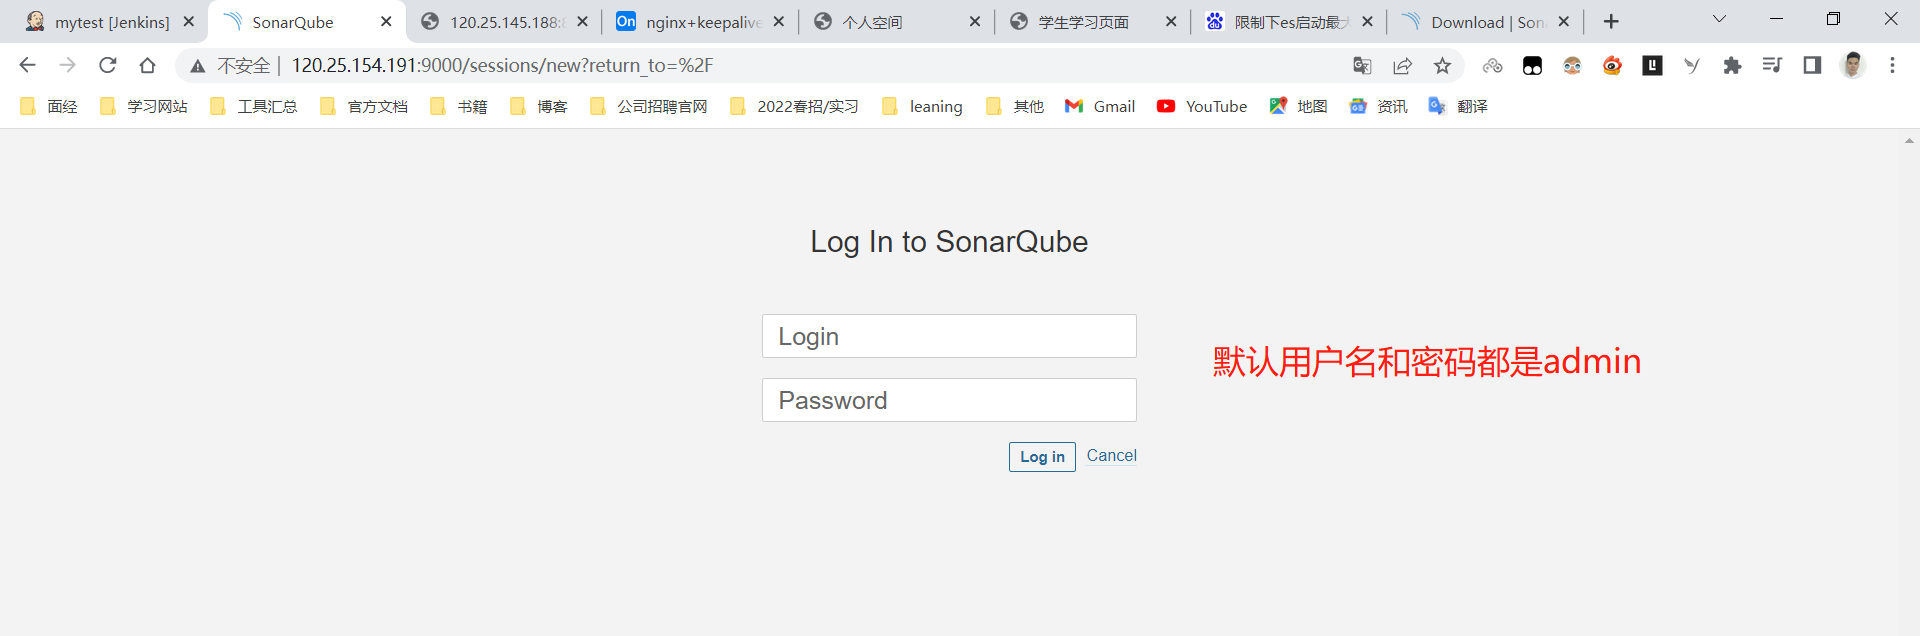 mytest [Jenkins]
SonarQube
120.25.145.188:8
nginx+keepalive
个人空间
学生学习页面
限制下es启动最大
Download | Son
不安全 | 120.25.154.191:9000/sessions/new?return_to=%2F
面经
学习网站
工具汇总
官方文档
书籍
博客
公司招聘官网
2022春招/实习
leaning
其他
Gmail
YouTube
地图
资讯
翻译
Log In to SonarQube
Login
默认用户名和密码都是admin
Password
Log in
Cancel